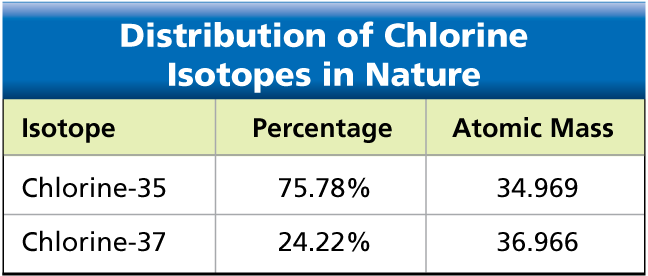 Distribution of Chlorine
Isotopes in Nature
Isotope Percentage Atomic Mass
Chlorine-35 75.78% 34.969
Chlorine-37 24.22% 36.966